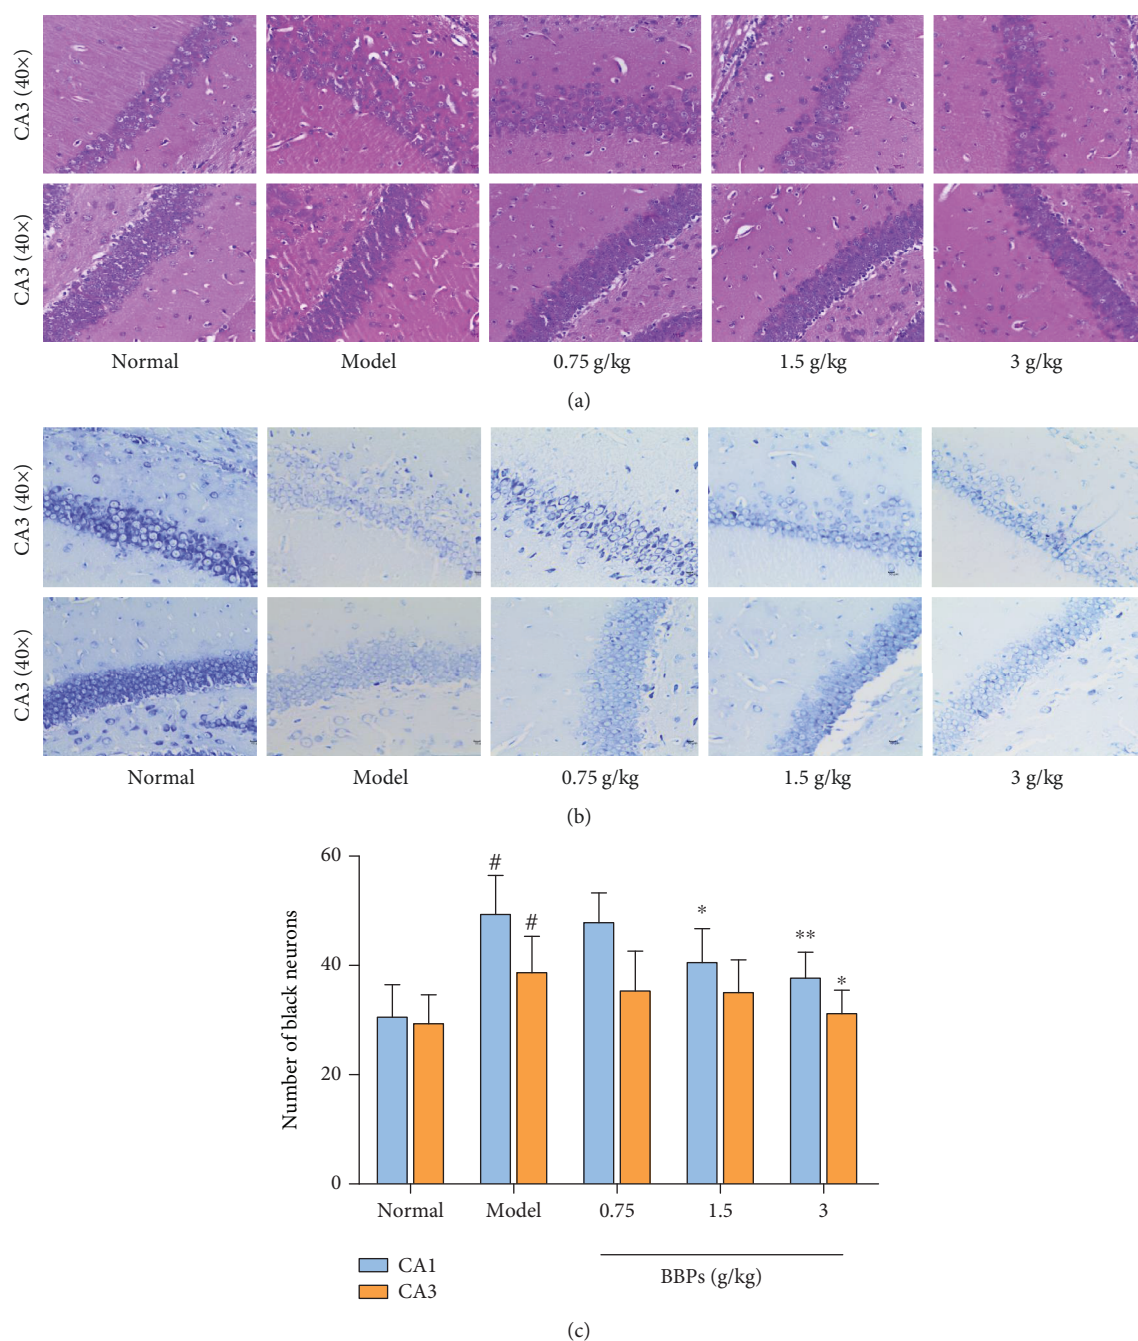 CA3 (40×)
CA3 (40×)
Normal Model 0.75 g/kg 1.5 g/kg 3 g/kg
(a)
CA3 (40×)
CA3 (40×)
Normal Model 0.75 g/kg 1.5 g/kg 3 g/kg
(b)
Number of black neurons
60
40
20
0
# # * ** *
Normal Model 0.75 1.5 3
BBPs (g/kg)
CA1
CA3
(c)